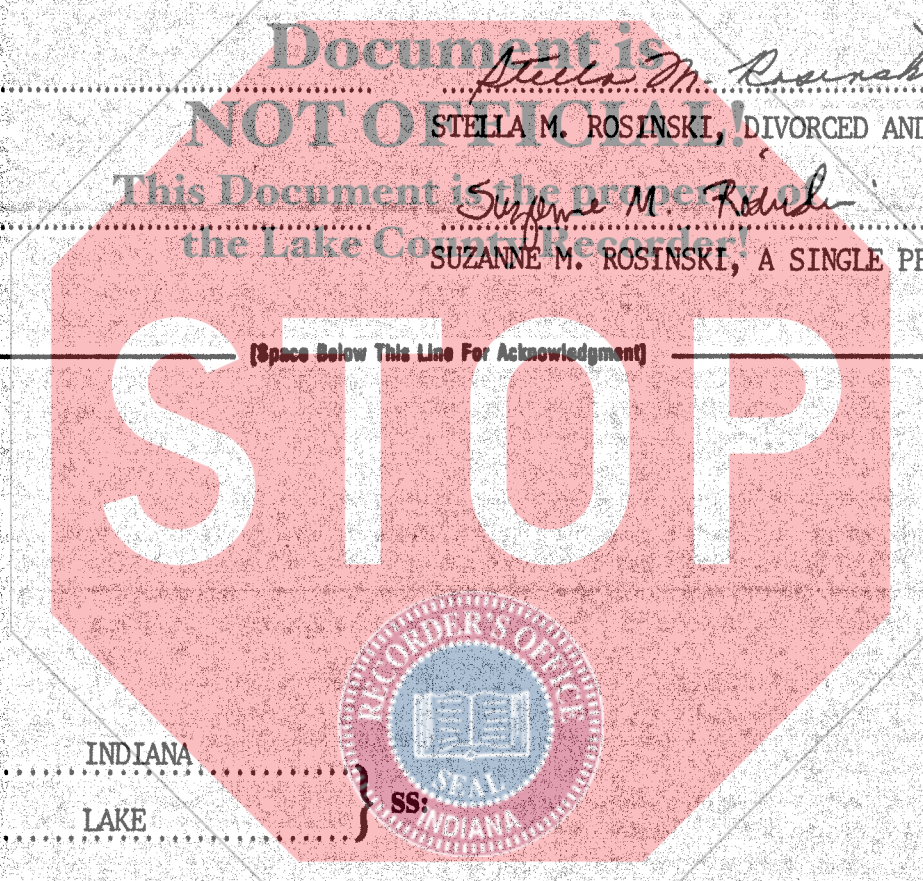 Document is
Stella M. Rosinsk
NOT OFFICIAL!
STELLA M. ROSINSKI, DIVORCED AND
This Document is the property of
Suzanne M. Rosinski
the Lake County Recorder!
SUZANNE M. ROSINSKI, A SINGLE PE
[Space Below This Line For Acknowledgment]
STOP
RECORDER'S OFFICE
SEAL
INDIANA
INDIANA
LAKE
SS: